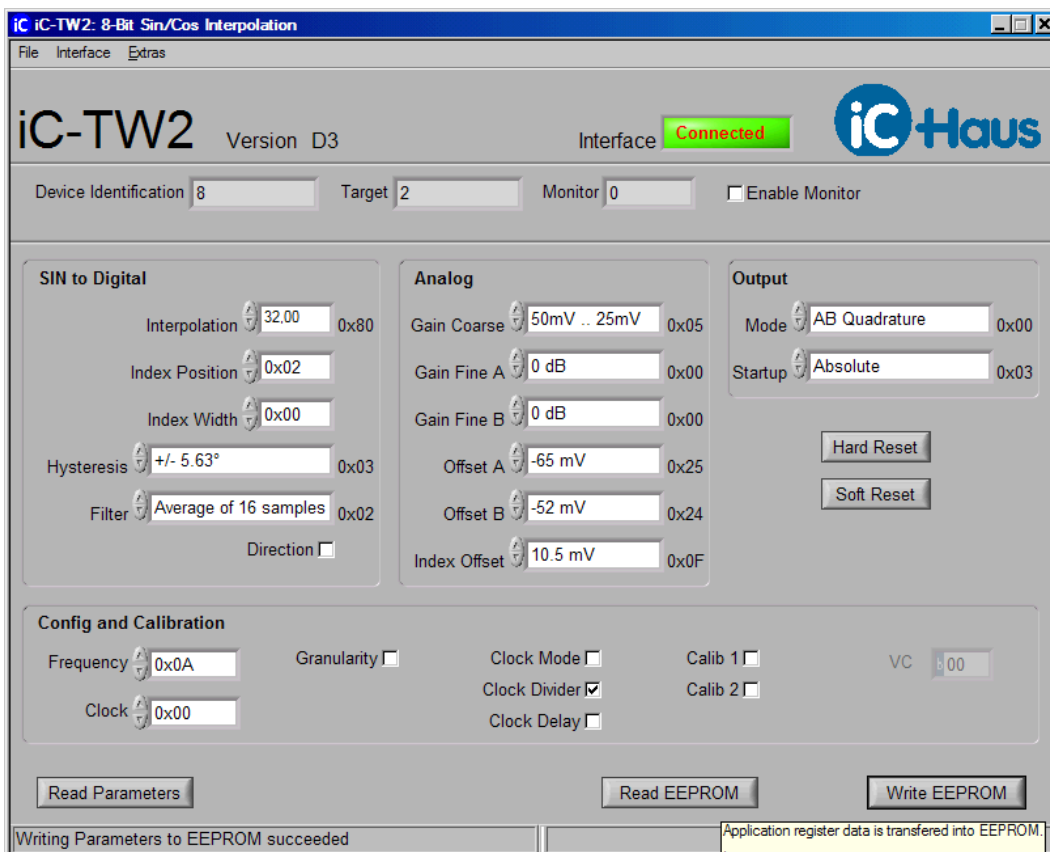 iC iC-TW2: 8-Bit Sin/Cos Interpolation
File Interface Extras
iC-TW2 Version D3 Interface Connected iC Haus
Device Identification 8 Target 2 Monitor 0 Enable Monitor
SIN to Digital
Interpolation 32,00 0x80
Index Position 0x02
Index Width 0x00
Hysteresis +/- 5.63° 0x03
Filter Average of 16 samples 0x02
Direction
Analog
Gain Coarse 50mV .. 25mV 0x05
Gain Fine A 0 dB 0x00
Gain Fine B 0 dB 0x00
Offset A -65 mV 0x25
Offset B -52 mV 0x24
Index Offset 10.5 mV 0x0F
Output
Mode AB Quadrature 0x00
Startup Absolute 0x03
Hard Reset
Soft Reset
Config and Calibration
Frequency 0x0A Granularity Clock Mode Calib 1 VC b 00
Clock Divider Calib 2
Clock 0x00 Clock Delay
Read Parameters Read EEPROM Write EEPROM
Writing Parameters to EEPROM succeeded
Application register data is transfered into EEPROM.